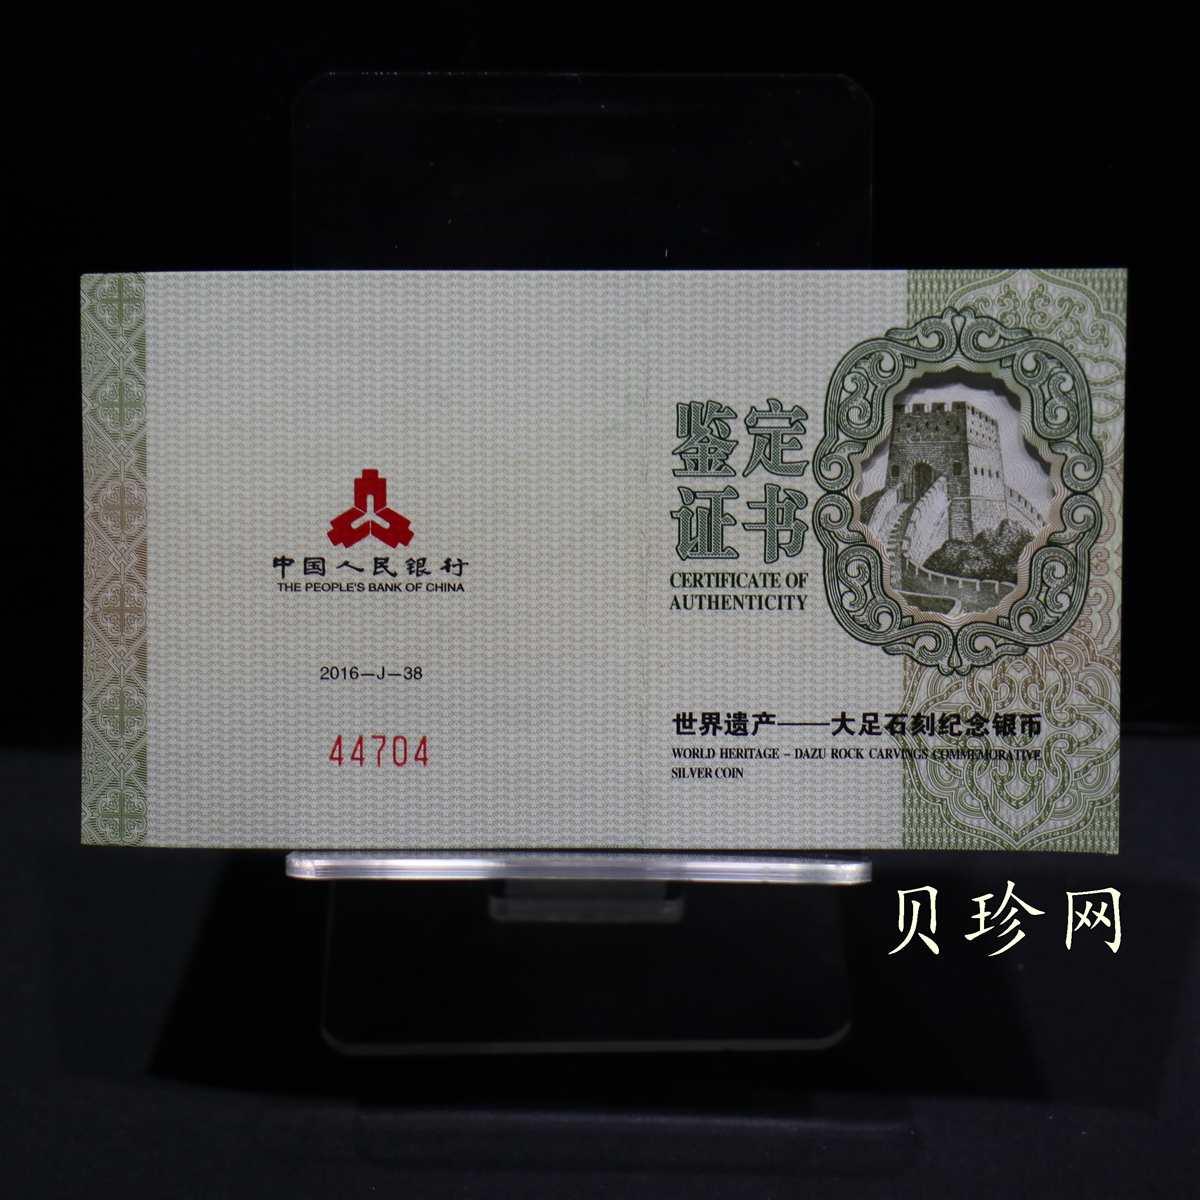 中国人民银行
THE PEOPLE'S BANK OF CHINA
2016—J—38
44704
鉴定
证书
CERTIFICATE OF
AUTHENTICITY
世界遗产——大足石刻纪念银币
WORLD HERITAGE – DAZU ROCK CARVINGS COMMEMORATIVE
SILVER COIN
贝珍网